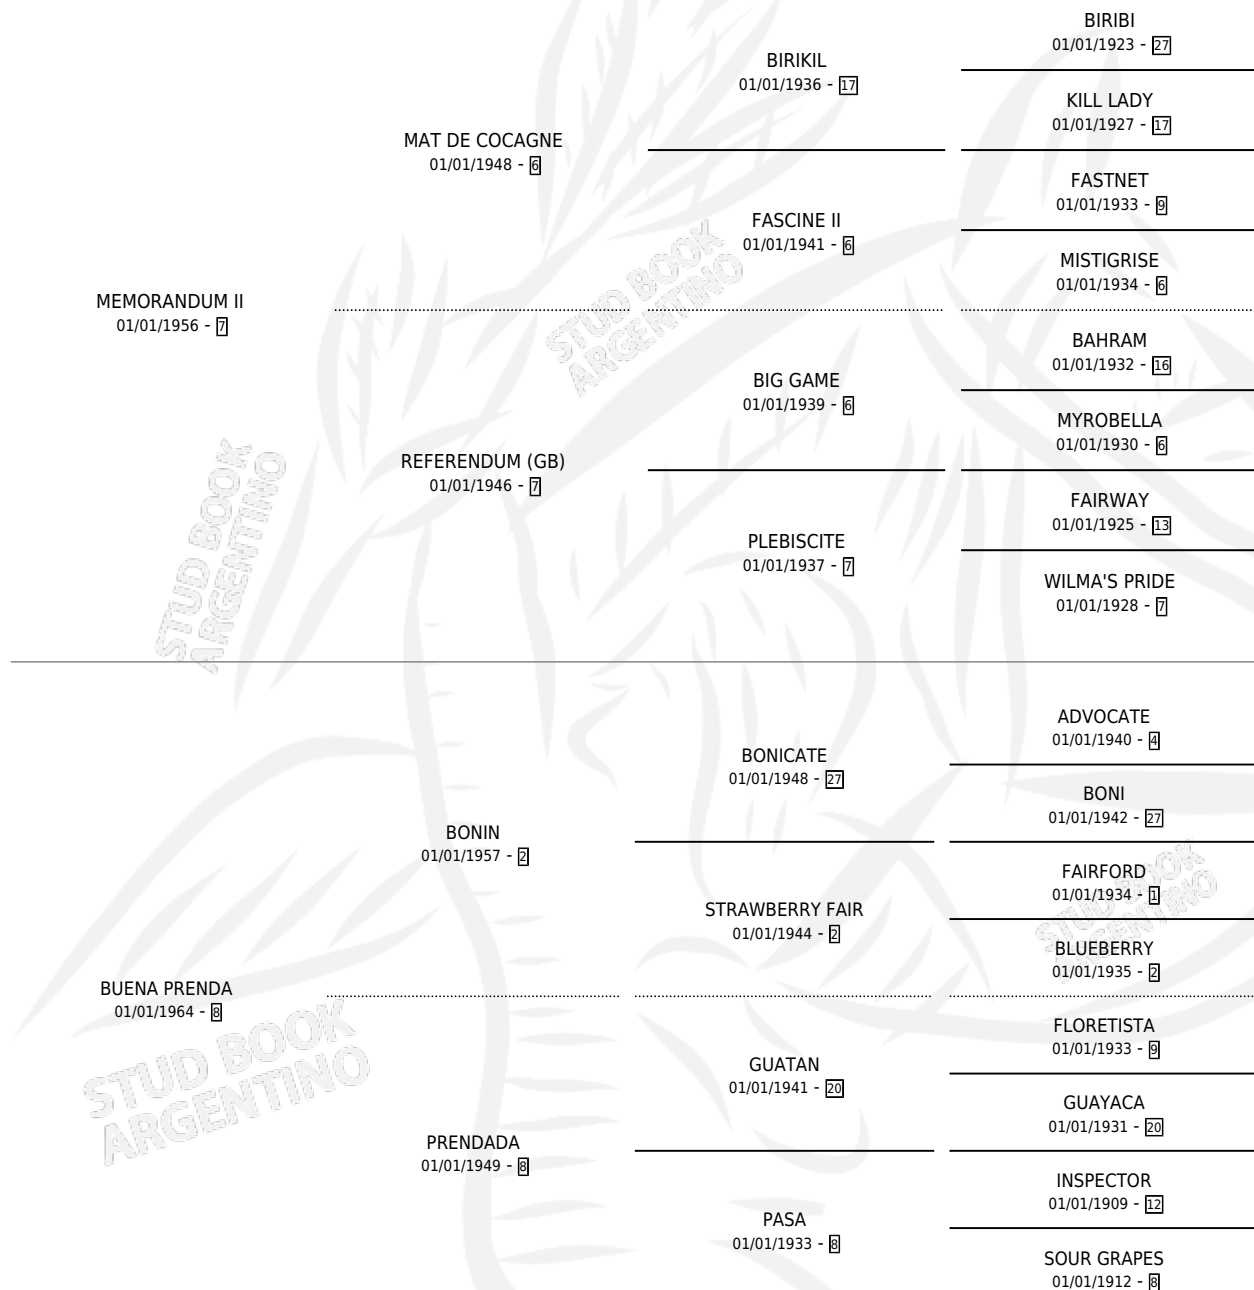 BIRIBI
01/01/1923 - 27
BIRIKIL
01/01/1936 - 17
KILL LADY
01/01/1927 - 17
MAT DE COCAGNE
01/01/1948 - 6
FASTNET
01/01/1933 - 9
FASCINE II
01/01/1941 - 6
MISTIGRISE
01/01/1934 - 6
MEMORANDUM II
01/01/1956 - 7
BAHRAM
01/01/1932 - 16
BIG GAME
01/01/1939 - 6
MYROBELLA
01/01/1930 - 6
REFERENDUM (GB)
01/01/1946 - 7
FAIRWAY
01/01/1925 - 13
PLEBISCITE
01/01/1937 - 7
WILMA'S PRIDE
01/01/1928 - 7
ADVOCATE
01/01/1940 - 4
BONICATE
01/01/1948 - 27
BONI
01/01/1942 - 27
BONIN
01/01/1957 - 2
FAIRFORD
01/01/1934 - 1
STRAWBERRY FAIR
01/01/1944 - 2
BLUEBERRY
01/01/1935 - 2
BUENA PRENDA
01/01/1964 - 8
FLORETISTA
01/01/1933 - 9
GUATAN
01/01/1941 - 20
GUAYACA
01/01/1931 - 20
PRENDADA
01/01/1949 - 8
INSPECTOR
01/01/1909 - 12
PASA
01/01/1933 - 8
SOUR GRAPES
01/01/1912 - 8
STUD BOOK
ARGENTINO
STUD BOOK
ARGENTINO
STUD BOOK
ARGENTINO
STUD BOOK
ARGENTINO